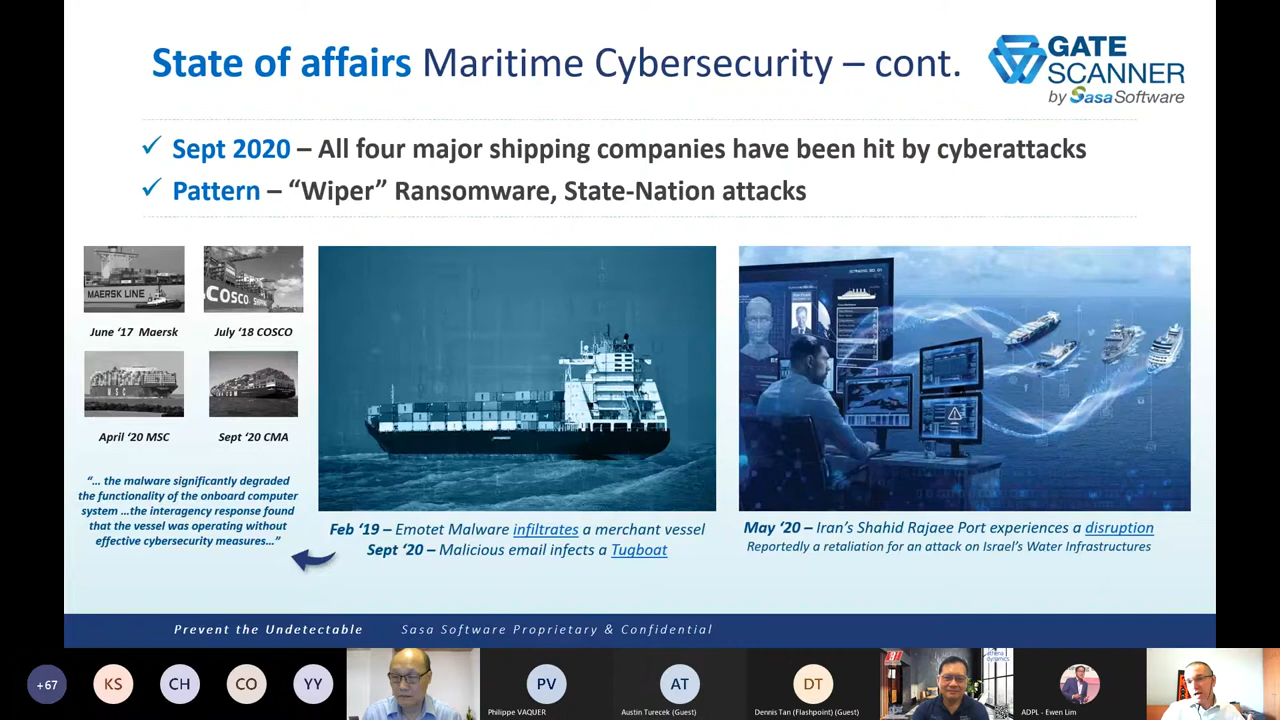 State of affairs Maritime Cybersecurity – cont.
GATE
SCANNER
by SasaSoftware
✓ Sept 2020 – All four major shipping companies have been hit by cyberattacks
✓ Pattern – “Wiper” Ransomware, State-Nation attacks
MAERSK LINE
COSCO
June ‘17 Maersk
July ‘18 COSCO
M S C
April ‘20 MSC
Sept ‘20 CMA
“… the malware significantly degraded
the functionality of the onboard computer
system …the interagency response found
that the vessel was operating without
effective cybersecurity measures…”
Feb ‘19 – Emotet Malware infiltrates a merchant vessel
Sept ‘20 – Malicious email infects a Tugboat
May ‘20 – Iran’s Shahid Rajaee Port experiences a disruption
Reportedly a retaliation for an attack on Israel’s Water Infrastructures
Prevent the Undetectable Sasa Software Proprietary & Confidential
+67
KS
CH
CO
YY
PV
Philippe VAQUER
AT
Austin Turecek (Guest)
DT
Dennis Tan (Flashpoint) (Guest)
athena
dynamics
ADPL - Ewen Lim